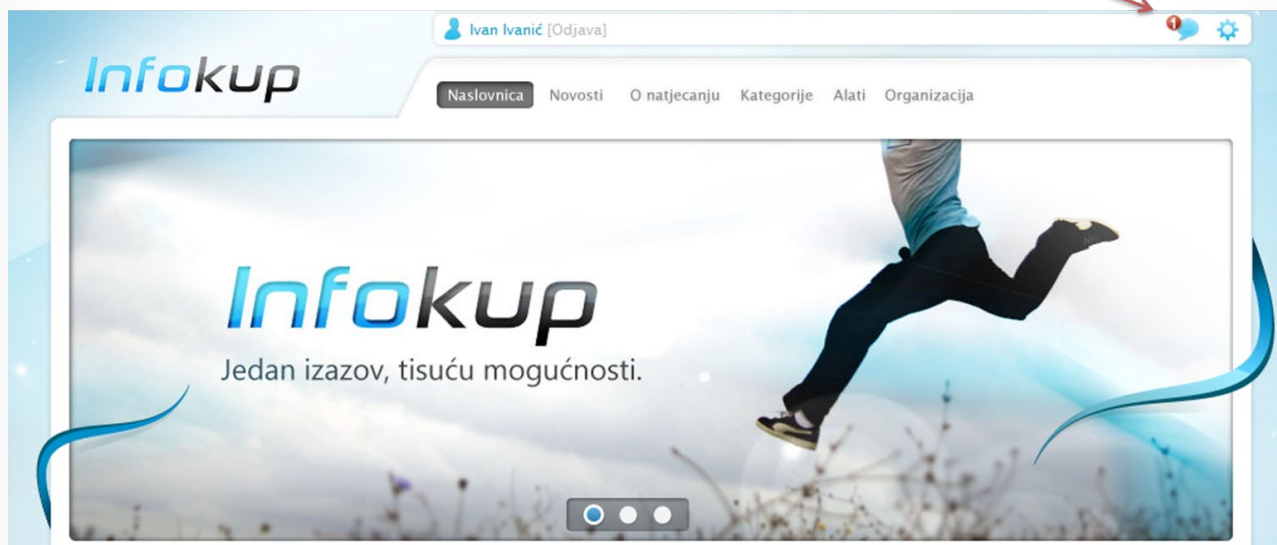 Ivan Ivanić [Odjava]
1
Infokup
Naslovnica Novosti O natjecanju Kategorije Alati Organizacija
Infokup
Jedan izazov, tisuću mogućnosti.